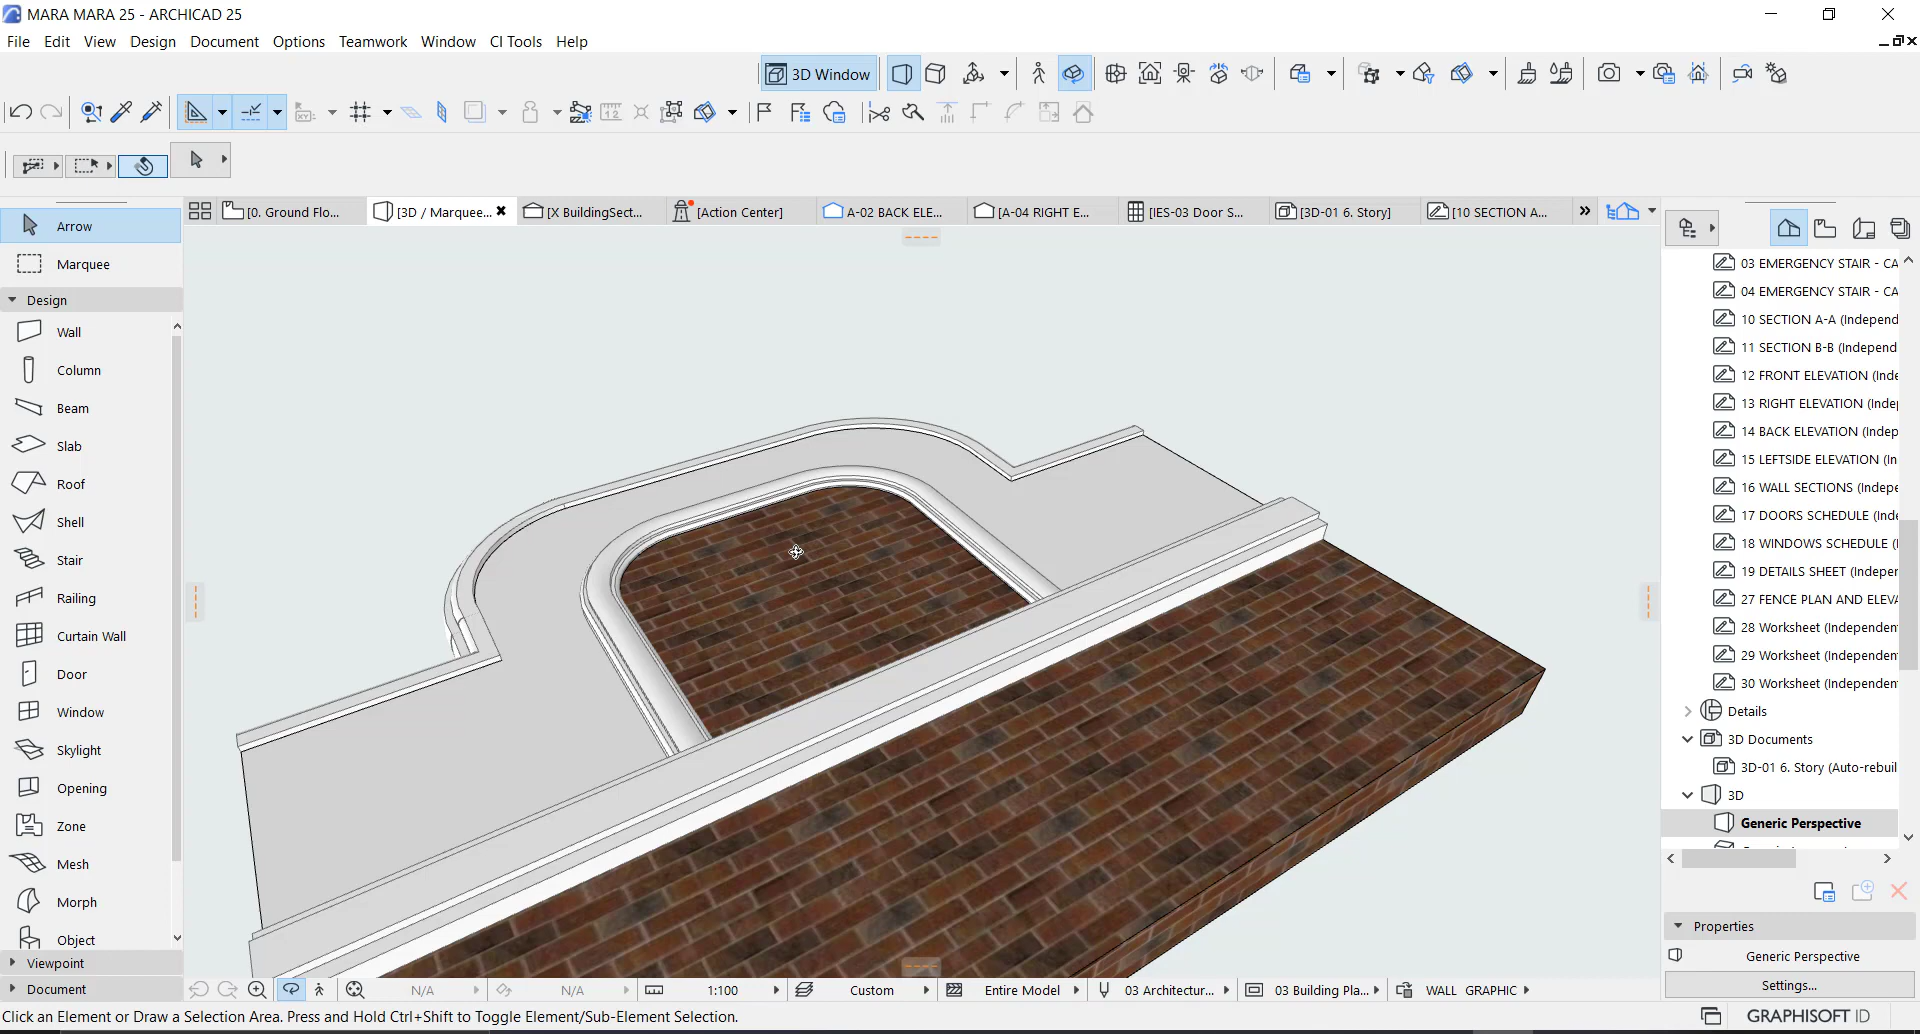 MARA MARA 25 - ARCHICAD 25
File Edit View Design Document Options Teamwork Window CI Tools Help
3D Window
[0. Ground Flo...
[3D / Marquee...
[X BuildingSect...
[Action Center]
A-02 BACK ELE...
[A-04 RIGHT E...
[IES-03 Door S...
[3D-01 6. Story]
[10 SECTION A...
Arrow
Marquee
Design
Wall
Column
Beam
Slab
Roof
Shell
Stair
Railing
Curtain Wall
Door
Window
Skylight
Opening
Zone
Mesh
Morph
Object
Viewpoint
Document
03 EMERGENCY STAIR - CA
04 EMERGENCY STAIR - CA
10 SECTION A-A (Independ
11 SECTION B-B (Independ
12 FRONT ELEVATION (Inde
13 RIGHT ELEVATION (Indep
14 BACK ELEVATION (Indep
15 LEFTSIDE ELEVATION (In
16 WALL SECTIONS (Indepe
17 DOORS SCHEDULE (Inde
18 WINDOWS SCHEDULE (
19 DETAILS SHEET (Indepen
27 FENCE PLAN AND ELEVA
28 Worksheet (Independen
29 Worksheet (Independen
30 Worksheet (Independen
Details
3D Documents
3D-01 6. Story (Auto-rebuil
3D
Generic Perspective
Properties
Generic Perspective
Settings...
N/A
N/A
1:100
Custom
Entire Model
03 Architectur...
03 Building Pla...
WALL GRAPHIC
Click an Element or Draw a Selection Area. Press and Hold Ctrl+Shift to Toggle Element/Sub-Element Selection.
GRAPHISOFT ID